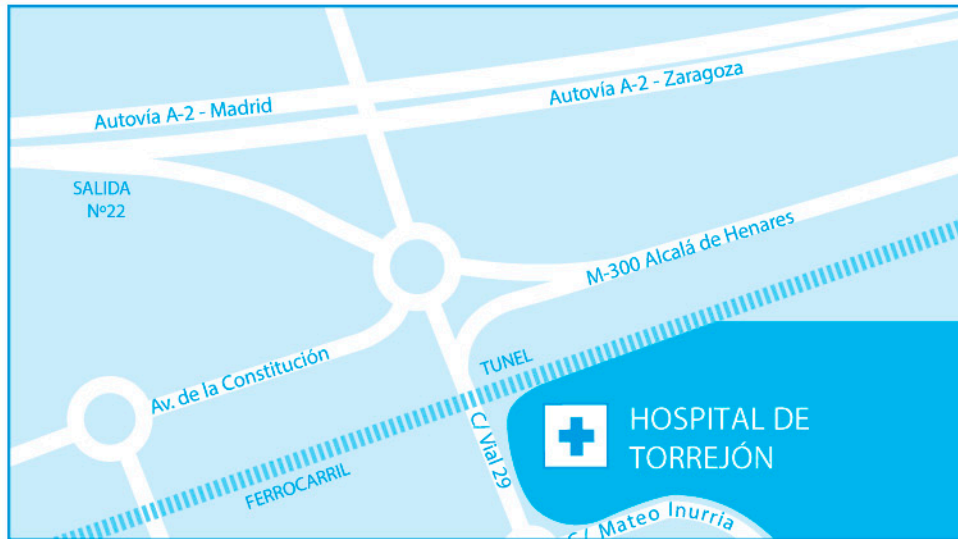 Autovía A-2 - Madrid
Autovía A-2 - Zaragoza
SALIDA
Nº22
M-300 Alcalá de Henares
Av. de la Constitución
TUNEL
C/ Vial 29
FERROCARRIL
HOSPITAL DE
TORREJÓN
C/. Mateo Inurria